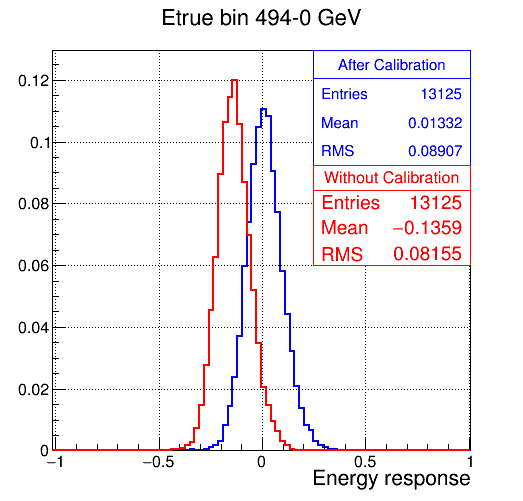 Etrue bin 494-0 GeV
After Calibration
Entries 13125
Mean 0.01332
RMS 0.08907
Without Calibration
Entries 13125
Mean −0.1359
RMS 0.08155
0.12
0.1
0.08
0.06
0.04
0.02
0
−1 −0.5 0 0.5 1
Energy response